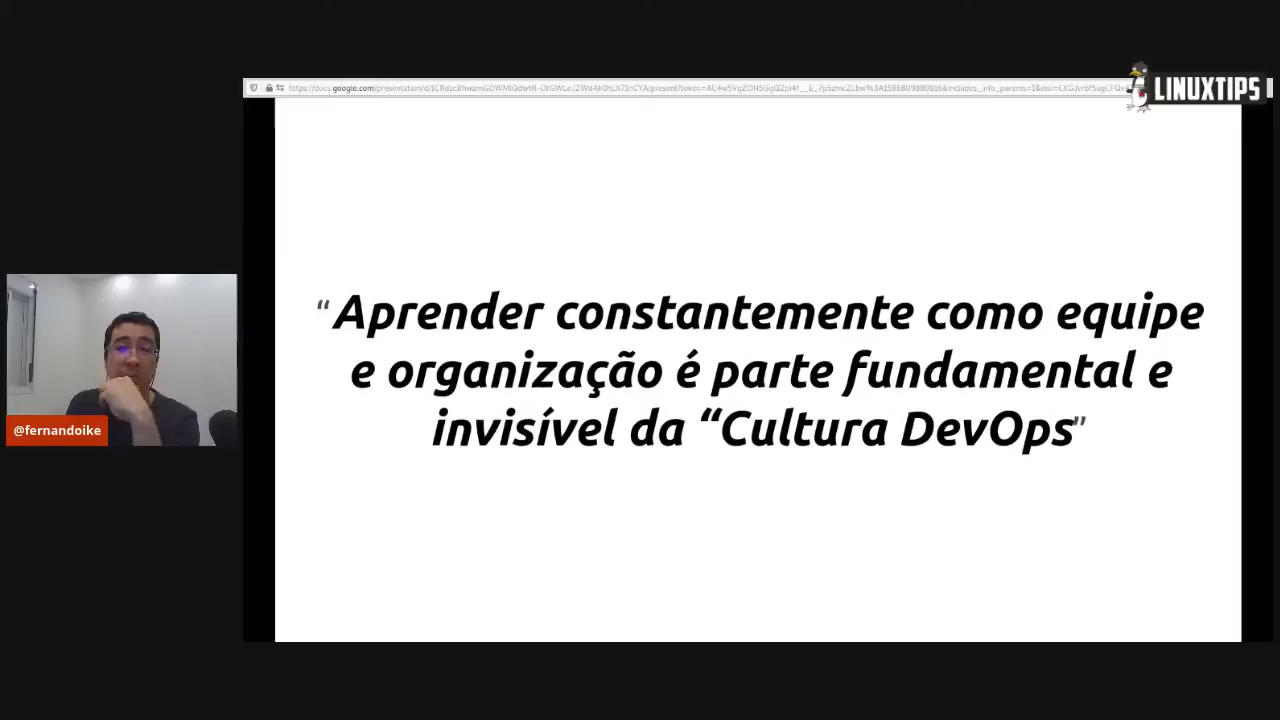 LINUXTIPS
“Aprender constantemente como equipe
e organização é parte fundamental e
invisível da “Cultura DevOps”
@fernandoike